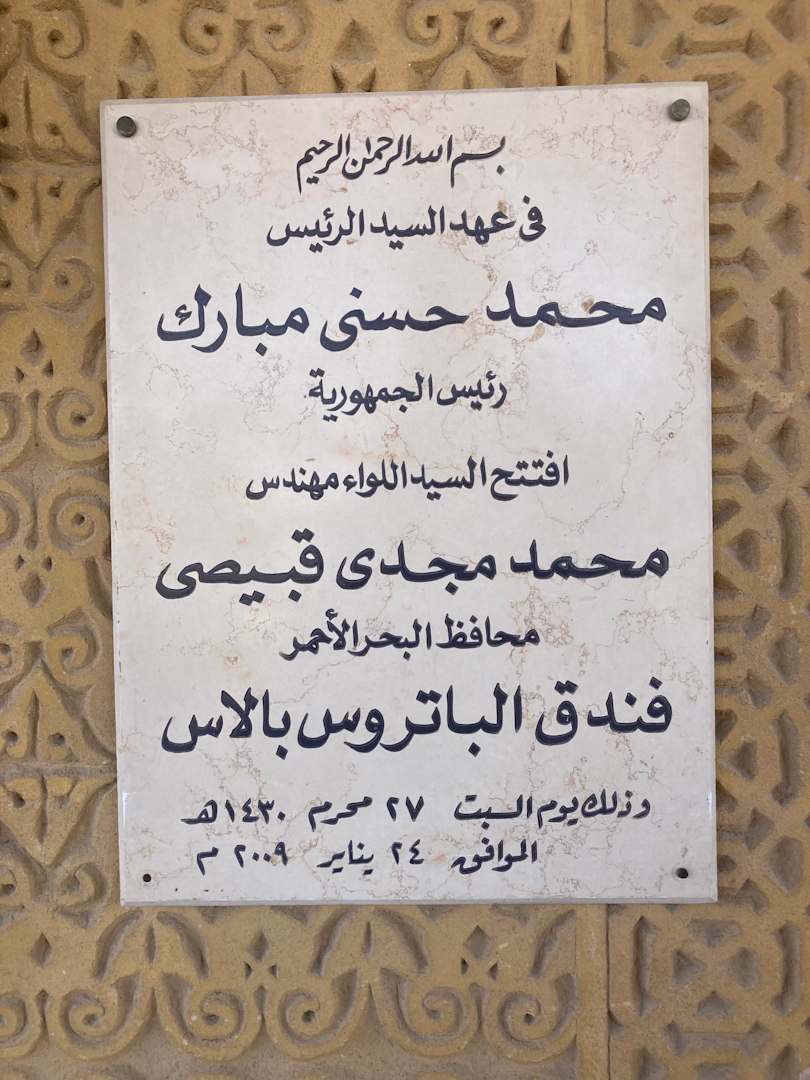 بسم الله الرحمن الرحيم
فى عهد السيد الرئيس
محمد حسنى مبارك
رئيس الجمهورية
افتتح السيد اللواء مهندس
محمد مجدى قبيصى
محافظ البحر الأحمر
فندق الباتروس بالاس
وذلك يوم السبت ٢٧ محرم ١٤٣٠هـ
الموافق ٢٤ يناير ٢٠٠٩ م